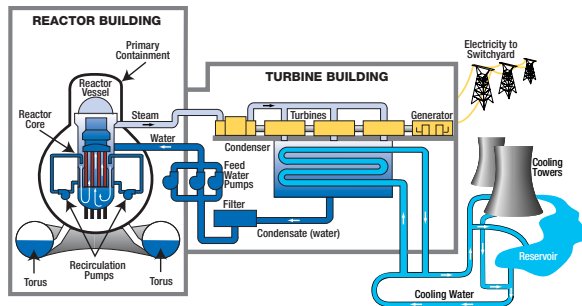 REACTOR BUILDING
Primary
Containment
Reactor
Vessel
Reactor
Core
Steam
Water
TURBINE BUILDING
Turbines
Generator
Condenser
Feed
Water
Pumps
Filter
Condensate (water)
Electricity to
Switchyard
Cooling
Towers
Reservoir
Cooling Water
Torus
Recirculation
Pumps
Torus